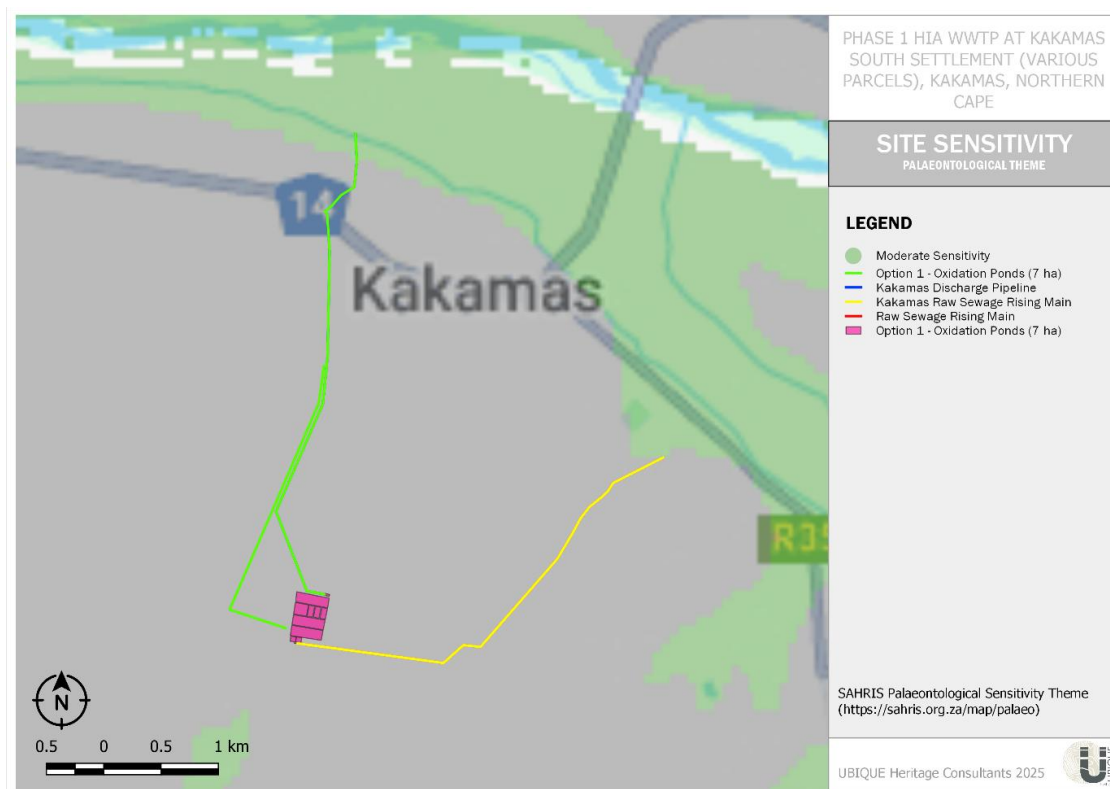 PHASE 1 HIA WWTP AT KAKAMAS
SOUTH SETTLEMENT (VARIOUS
PARCELS), KAKAMAS, NORTHERN
CAPE
SITE SENSITIVITY
PALAEONTOLOGICAL THEME
LEGEND
Moderate Sensitivity
Option 1 - Oxidation Ponds (7 ha)
Kakamas Discharge Pipeline
Kakamas Raw Sewage Rising Main
Raw Sewage Rising Main
Option 1 - Oxidation Ponds (7 ha)
14
Kakamas
R35
N
0.5 0 0.5 1 km
SAHRIS Palaeontological Sensitivity Theme
(https://sahris.org.za/map/palaeo)
UBIQUE Heritage Consultants 2025
U